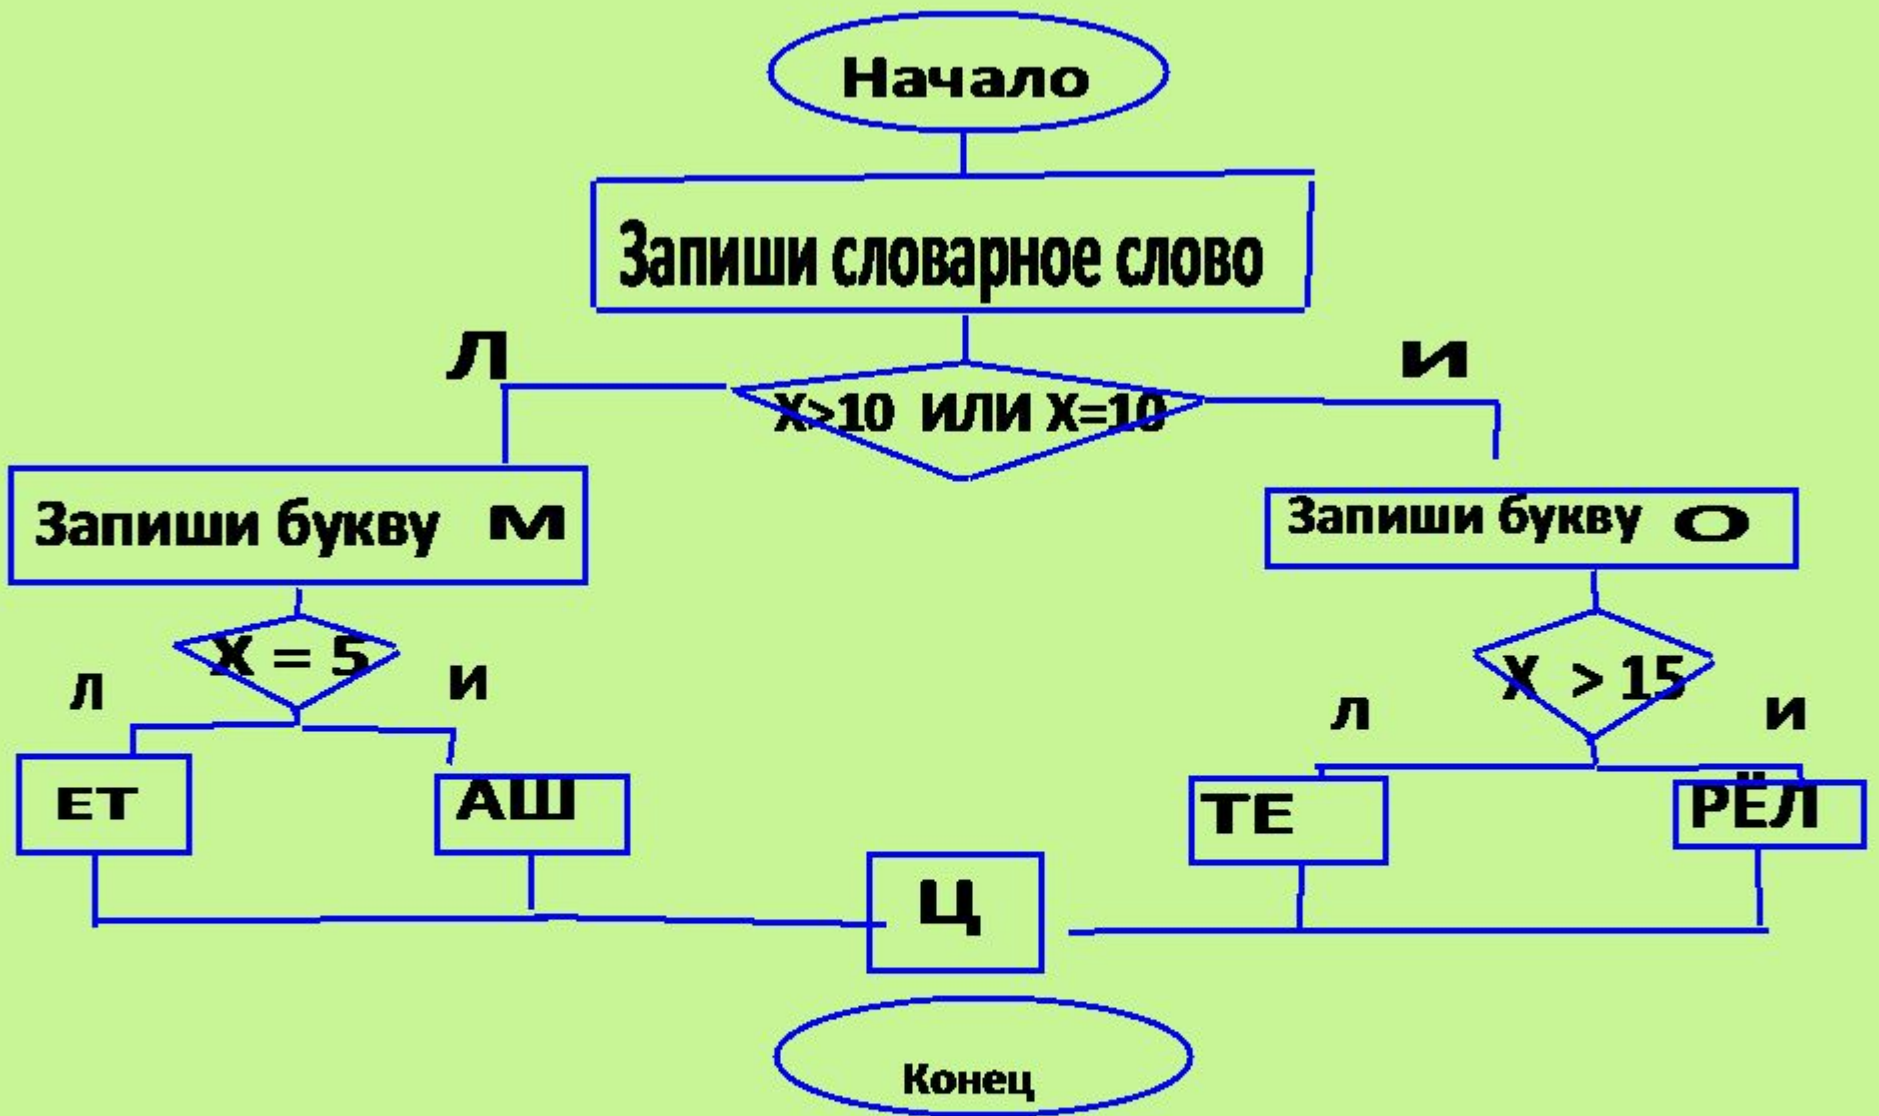 Начало
Запиши словарное слово
Л
И
Х>10 ИЛИ Х=10
Запиши букву М
Запиши букву О
Х = 5
Х > 15
Л
И
Л
И
ЕТ
АШ
ТЕ
РЁЛ
Ц
Конец